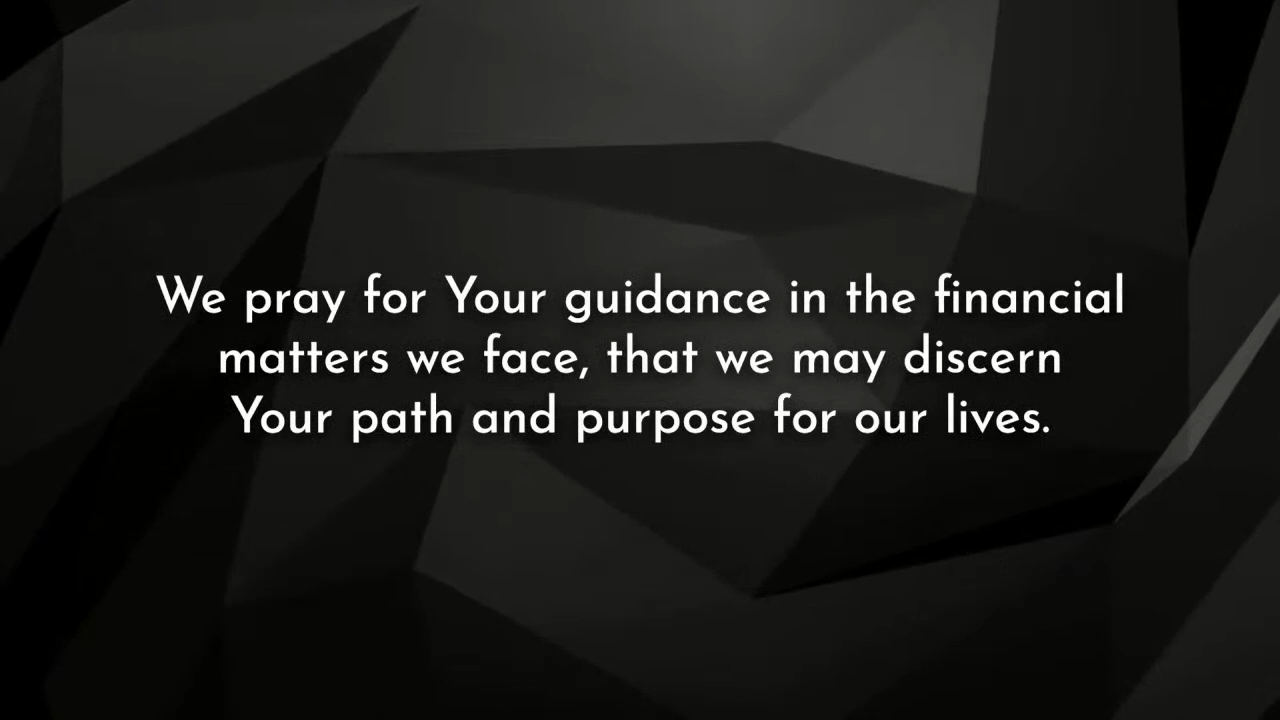 We pray for Your guidance in the financial
matters we face, that we may discern
Your path and purpose for our lives.